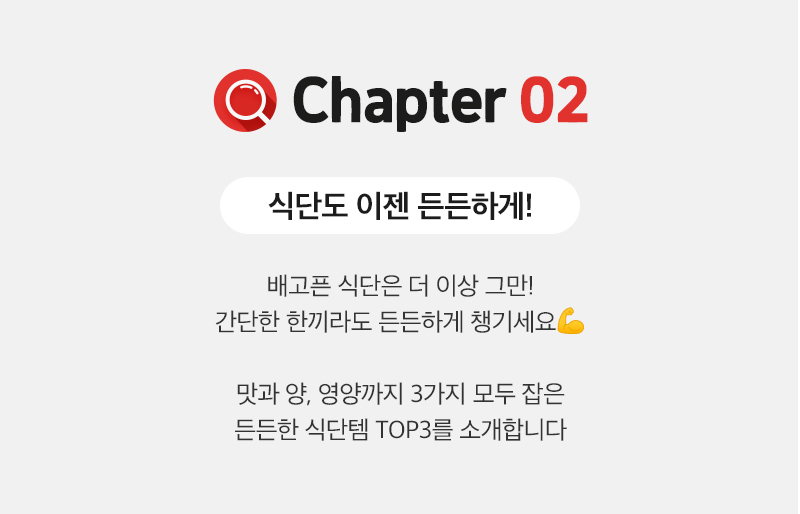 Chapter 02
식단도 이젠 든든하게!
배고픈 식단은 더 이상 그만!
간단한 한끼라도 든든하게 챙기세요💪
맛과 양, 영양까지 3가지 모두 잡은
든든한 식단템 TOP3를 소개합니다